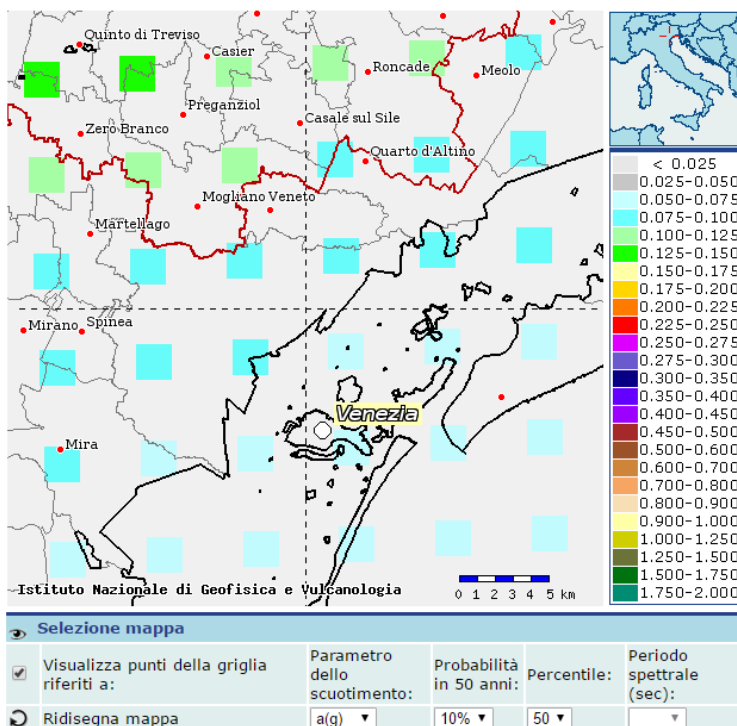 Quinto di Treviso
Casier
Roncade
Meolo
Preganziol
Casale sul Sile
Zero Branco
Quarto d'Altino
Mogliano Veneto
Martellago
Mirano
Spinea
Venezia
Mira
Istituto Nazionale di Geofisica e Vulcanologia
0 1 2 3 4 5 km
< 0.025
0.025-0.050
0.050-0.075
0.075-0.100
0.100-0.125
0.125-0.150
0.150-0.175
0.175-0.200
0.200-0.225
0.225-0.250
0.250-0.275
0.275-0.300
0.300-0.350
0.350-0.400
0.400-0.450
0.450-0.500
0.500-0.600
0.600-0.700
0.700-0.800
0.800-0.900
0.900-1.000
1.000-1.250
1.250-1.500
1.500-1.750
1.750-2.000
Selezione mappa
Visualizza punti della griglia
riferiti a:
Parametro
dello
scuotimento:
Probabilità
in 50 anni:
Percentile:
Periodo
spettrale
(sec):
Ridisegna mappa
a(g)
10%
50